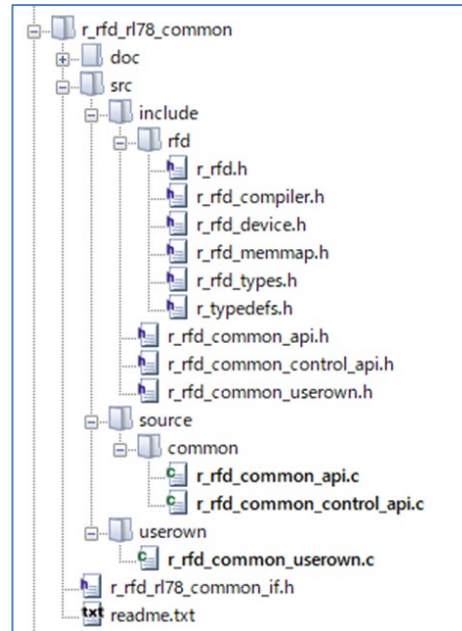 r_rfd_rl78_common
doc
src
include
rfd
r_rfd.h
r_rfd_compiler.h
r_rfd_device.h
r_rfd_memmap.h
r_rfd_types.h
r_typedefs.h
r_rfd_common_api.h
r_rfd_common_control_api.h
r_rfd_common_userown.h
source
common
r_rfd_common_api.c
r_rfd_common_control_api.c
userown
r_rfd_common_userown.c
r_rfd_rl78_common_if.h
readme.txt